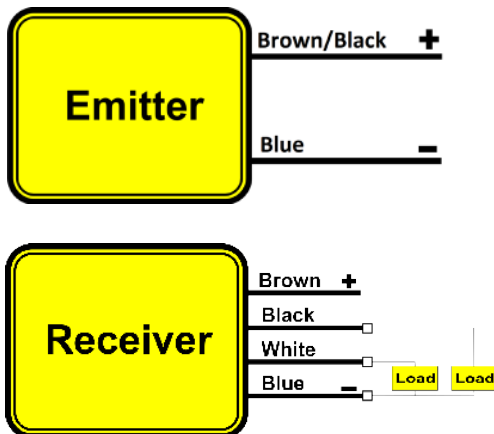 Brown/Black +
Emitter
Blue -
Brown +
Black
Receiver
White
Blue -
Load Load